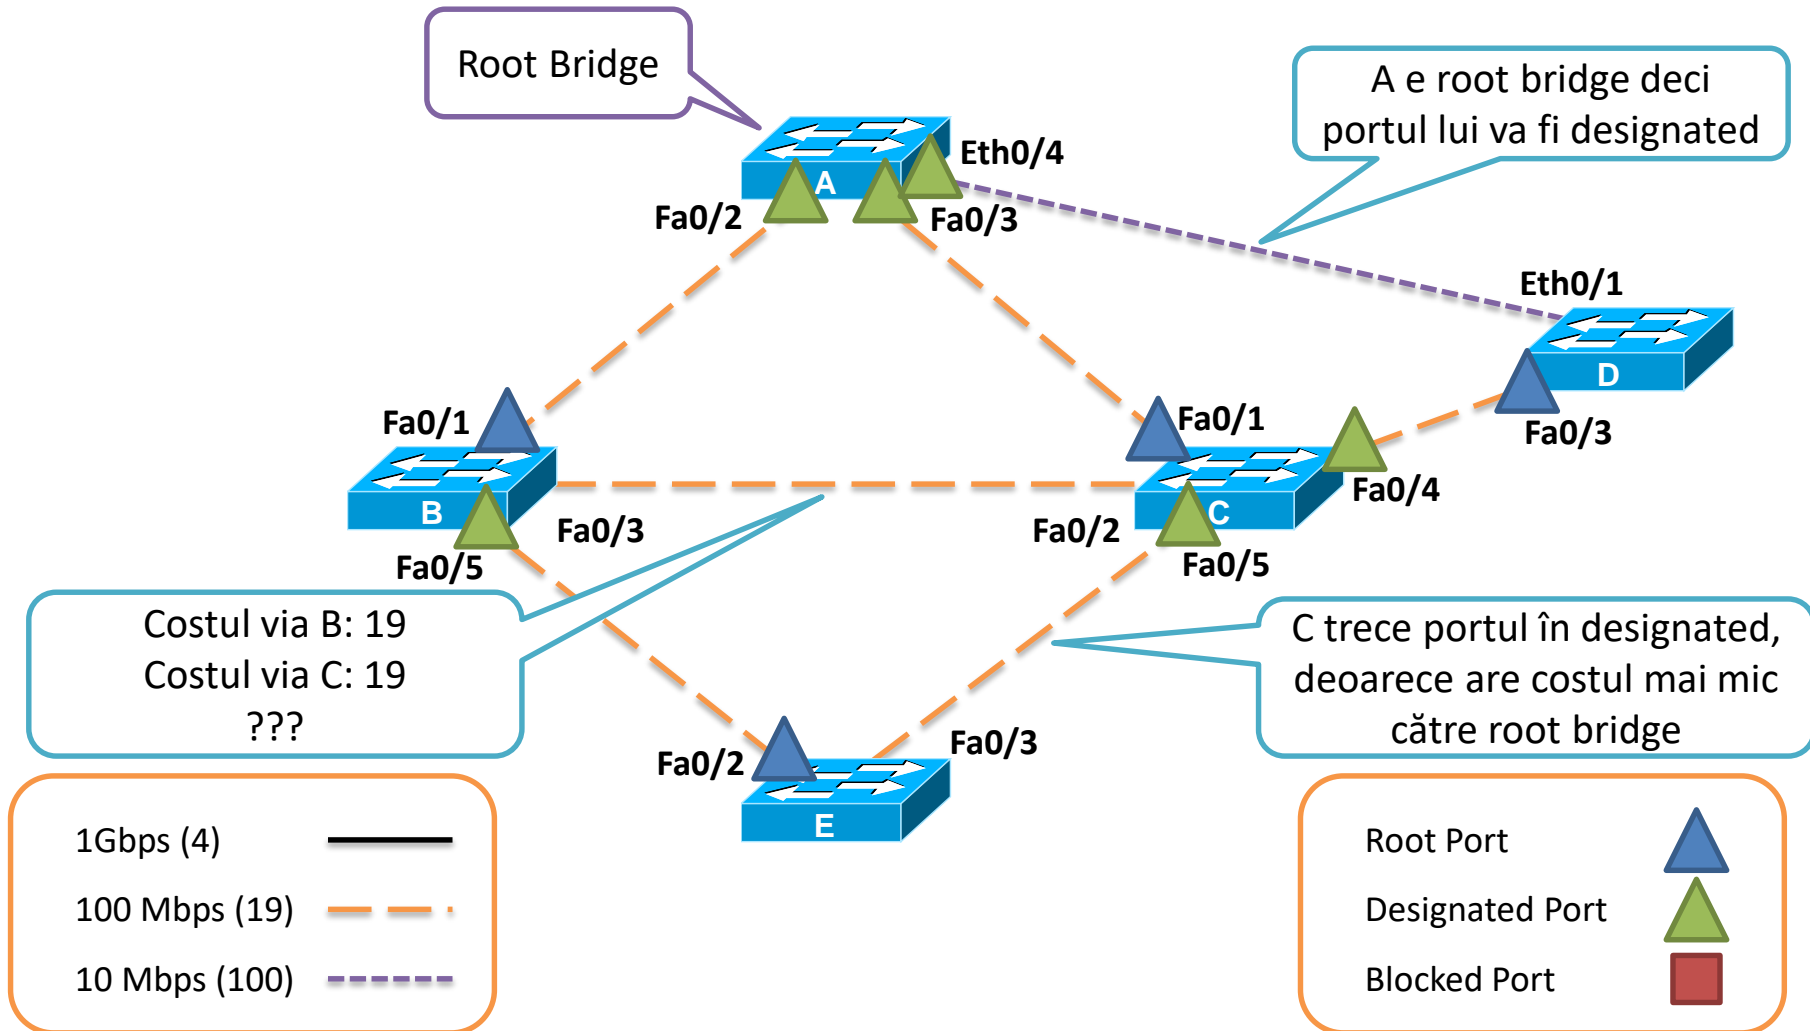 Root Bridge
A e root bridge deci
portul lui va fi designated
Eth0/4
A
Fa0/2
Fa0/3
Eth0/1
D
Fa0/1
Fa0/1
Fa0/3
Fa0/4
B
C
Fa0/3
Fa0/2
Fa0/5
Fa0/5
Costul via B: 19
Costul via C: 19
???
C trece portul în designated,
deoarece are costul mai mic
către root bridge
Fa0/2
Fa0/3
E
1Gbps (4)
100 Mbps (19)
10 Mbps (100)
Root Port
Designated Port
Blocked Port